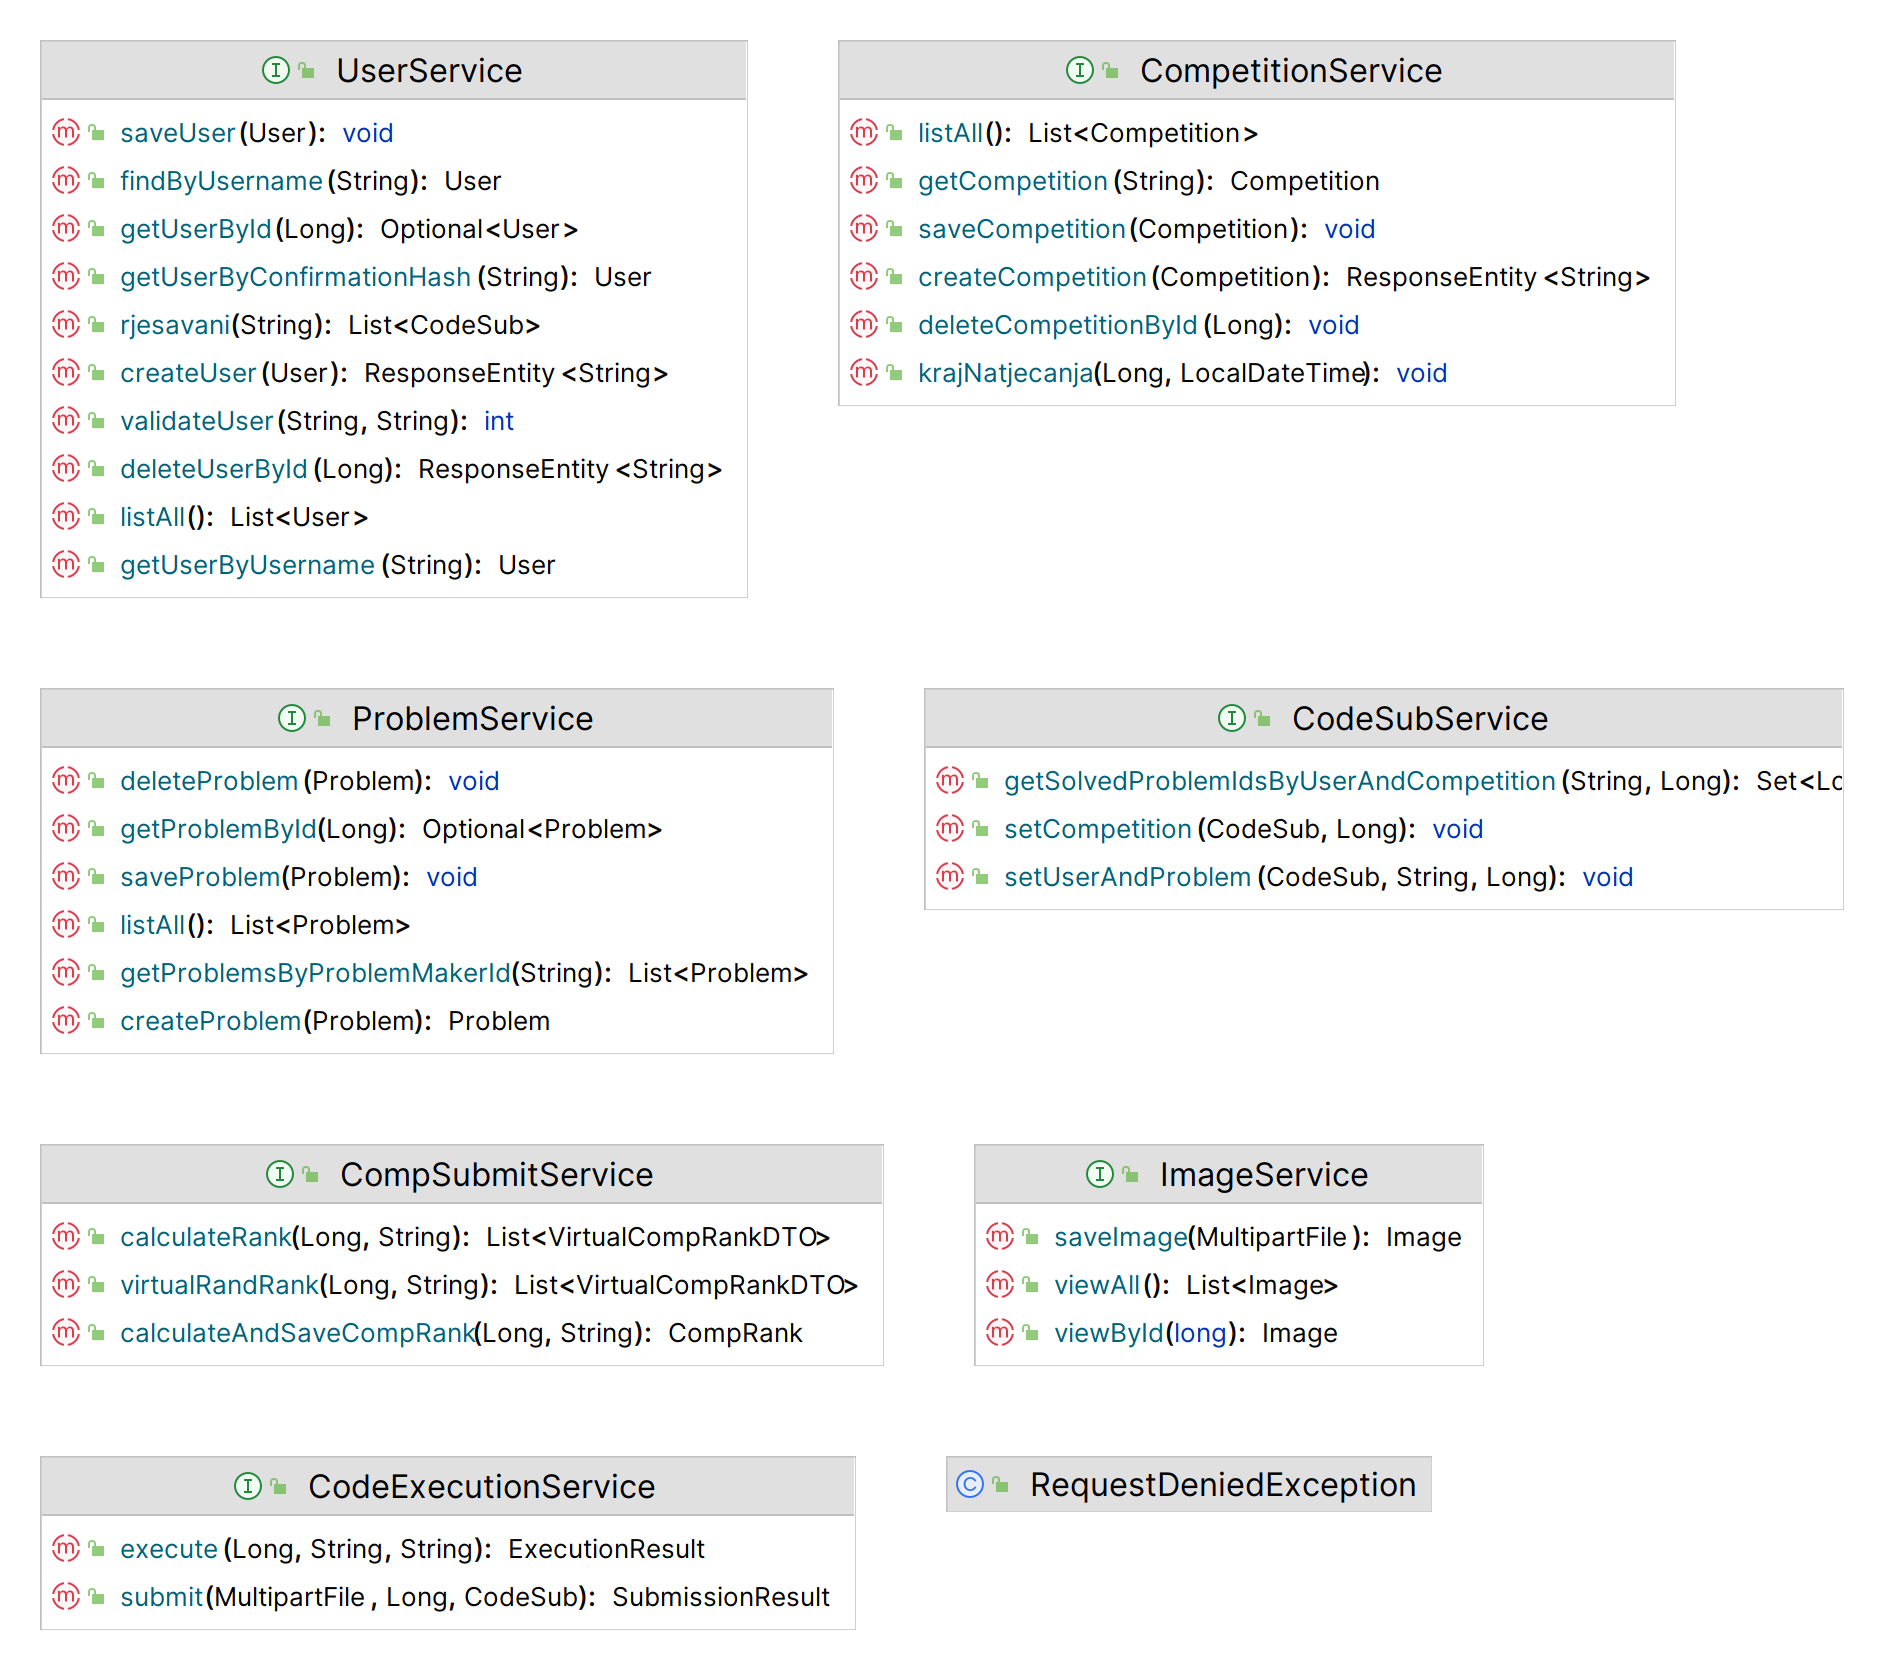 UserService
saveUser(User): void
findByUsername(String): User
getUserById(Long): Optional<User>
getUserByConfirmationHash(String): User
rjesavani(String): List<CodeSub>
createUser(User): ResponseEntity<String>
validateUser(String, String): int
deleteUserById(Long): ResponseEntity<String>
listAll(): List<User>
getUserByUsername(String): User
CompetitionService
listAll(): List<Competition>
getCompetition(String): Competition
saveCompetition(Competition): void
createCompetition(Competition): ResponseEntity<String>
deleteCompetitionById(Long): void
krajNatjecanja(Long, LocalDateTime): void
ProblemService
deleteProblem(Problem): void
getProblemById(Long): Optional<Problem>
saveProblem(Problem): void
listAll(): List<Problem>
getProblemsByProblemMakerId(String): List<Problem>
createProblem(Problem): Problem
CodeSubService
getSolvedProblemIdsByUserAndCompetition(String, Long): Set<Lo
setCompetition(CodeSub, Long): void
setUserAndProblem(CodeSub, String, Long): void
CompSubmitService
calculateRank(Long, String): List<VirtualCompRankDTO>
virtualRandRank(Long, String): List<VirtualCompRankDTO>
calculateAndSaveCompRank(Long, String): CompRank
ImageService
saveImage(MultipartFile): Image
viewAll(): List<Image>
viewById(long): Image
CodeExecutionService
execute(Long, String, String): ExecutionResult
submit(MultipartFile, Long, CodeSub): SubmissionResult
RequestDeniedException